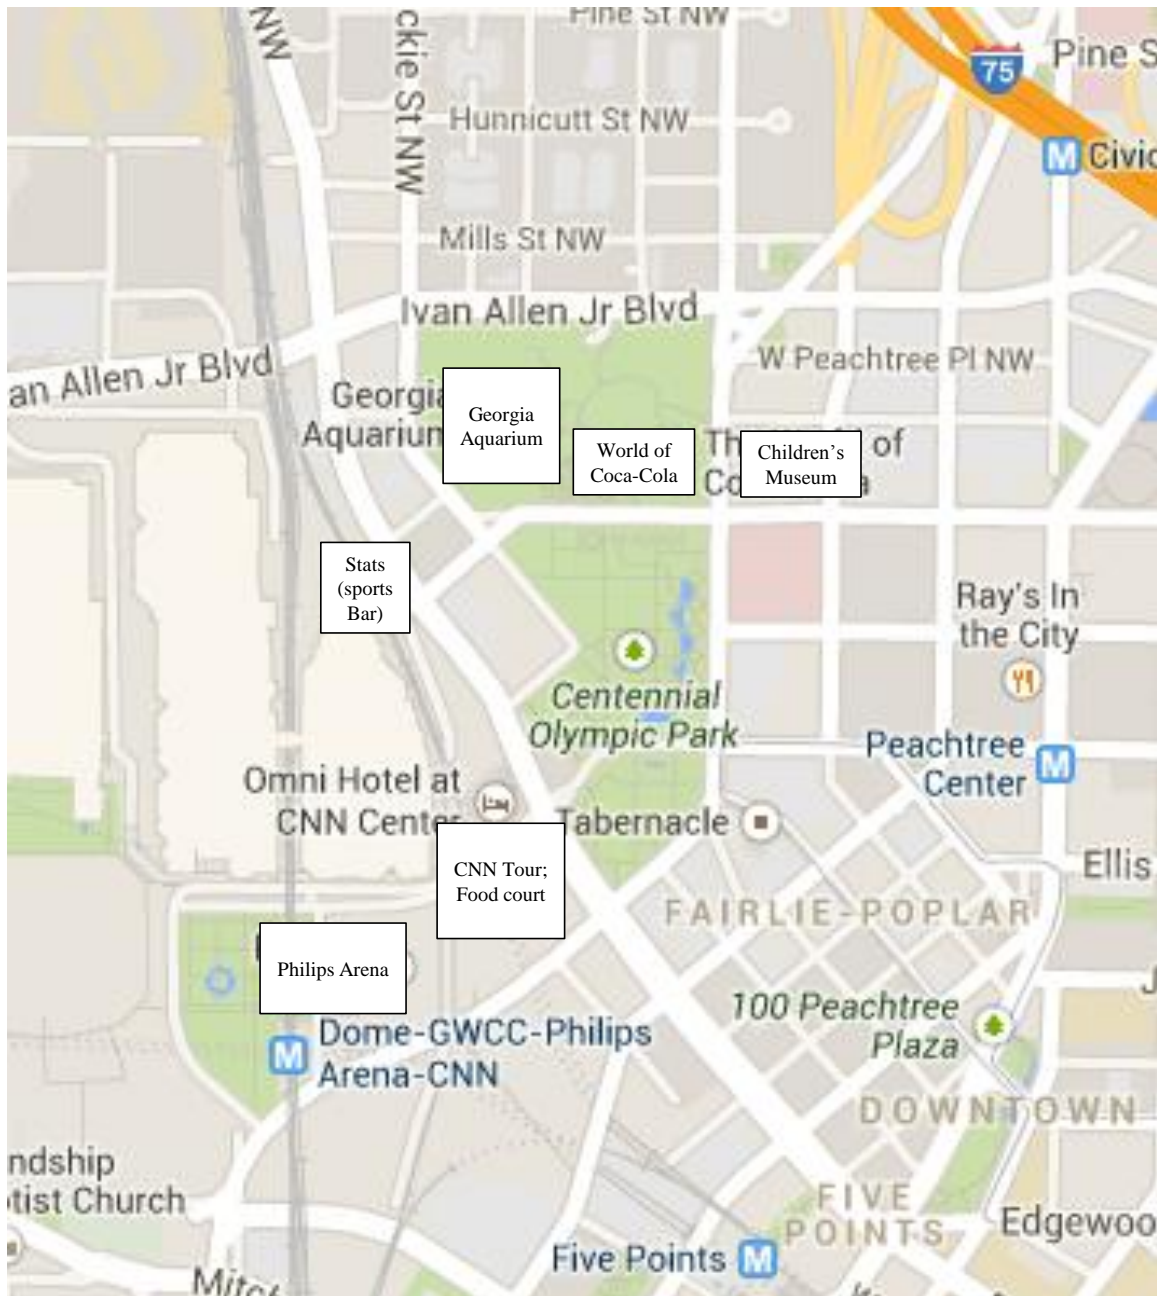 Pine St NW
NW
ckie St NW
75
Pine S
Hunnicutt St NW
M
Civic
Mills St NW
Ivan Allen Jr Blvd
an Allen Jr Blvd
W Peachtree Pl NW
Georgia
Aquarium
Georgia
Aquarium
World of
Coca-Cola
Th
of
Co
a
Children's
Museum
Stats
(sports
Bar)
Ray's In
the City
Centennial
Olympic Park
Peachtree
Center
M
Omni Hotel at
CNN Center
Tabernacle
CNN Tour;
Food court
Ellis
FAIRLIE-POPLAR
Philips Arena
J
100 Peachtree
Plaza
M
Dome-GWCC-Philips
Arena-CNN
DOWNTOWN
ndship
tist Church
FIVE
POINTS
Edgewoo
Five Points
M
Mitc